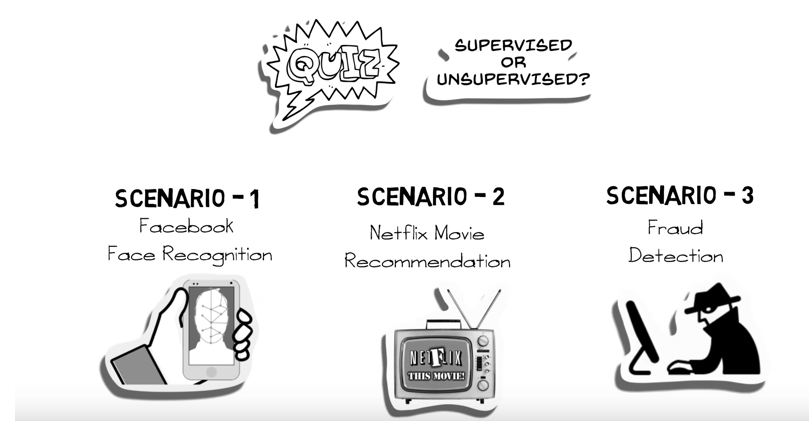 QUIZ
SUPERVISED
OR
UNSUPERVISED?
SCENARIO - 1
Facebook
Face Recognition
SCENARIO - 2
Netflix Movie
Recommendation
NETFLIX
THIS MOVIE!
SCENARIO - 3
Fraud
Detection